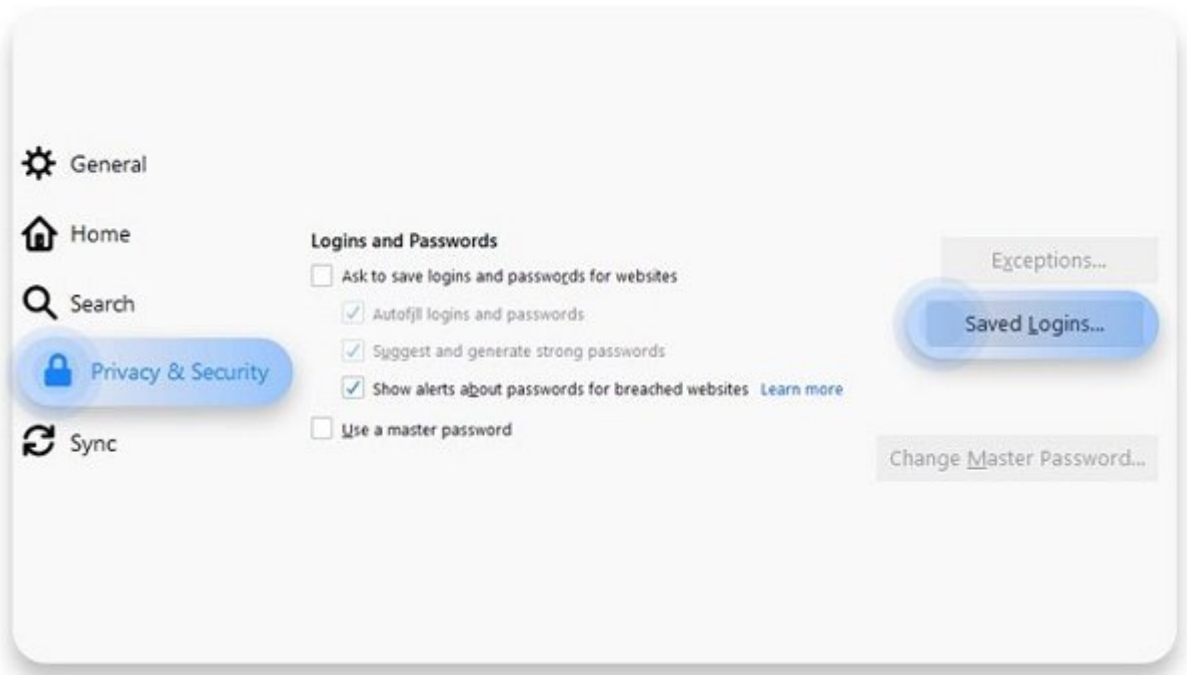 General
Home
Search
Privacy & Security
Sync
Logins and Passwords
Ask to save logins and passwords for websites
Autofill logins and passwords
Suggest and generate strong passwords
Show alerts about passwords for breached websites Learn more
Use a master password
Exceptions...
Saved Logins...
Change Master Password...